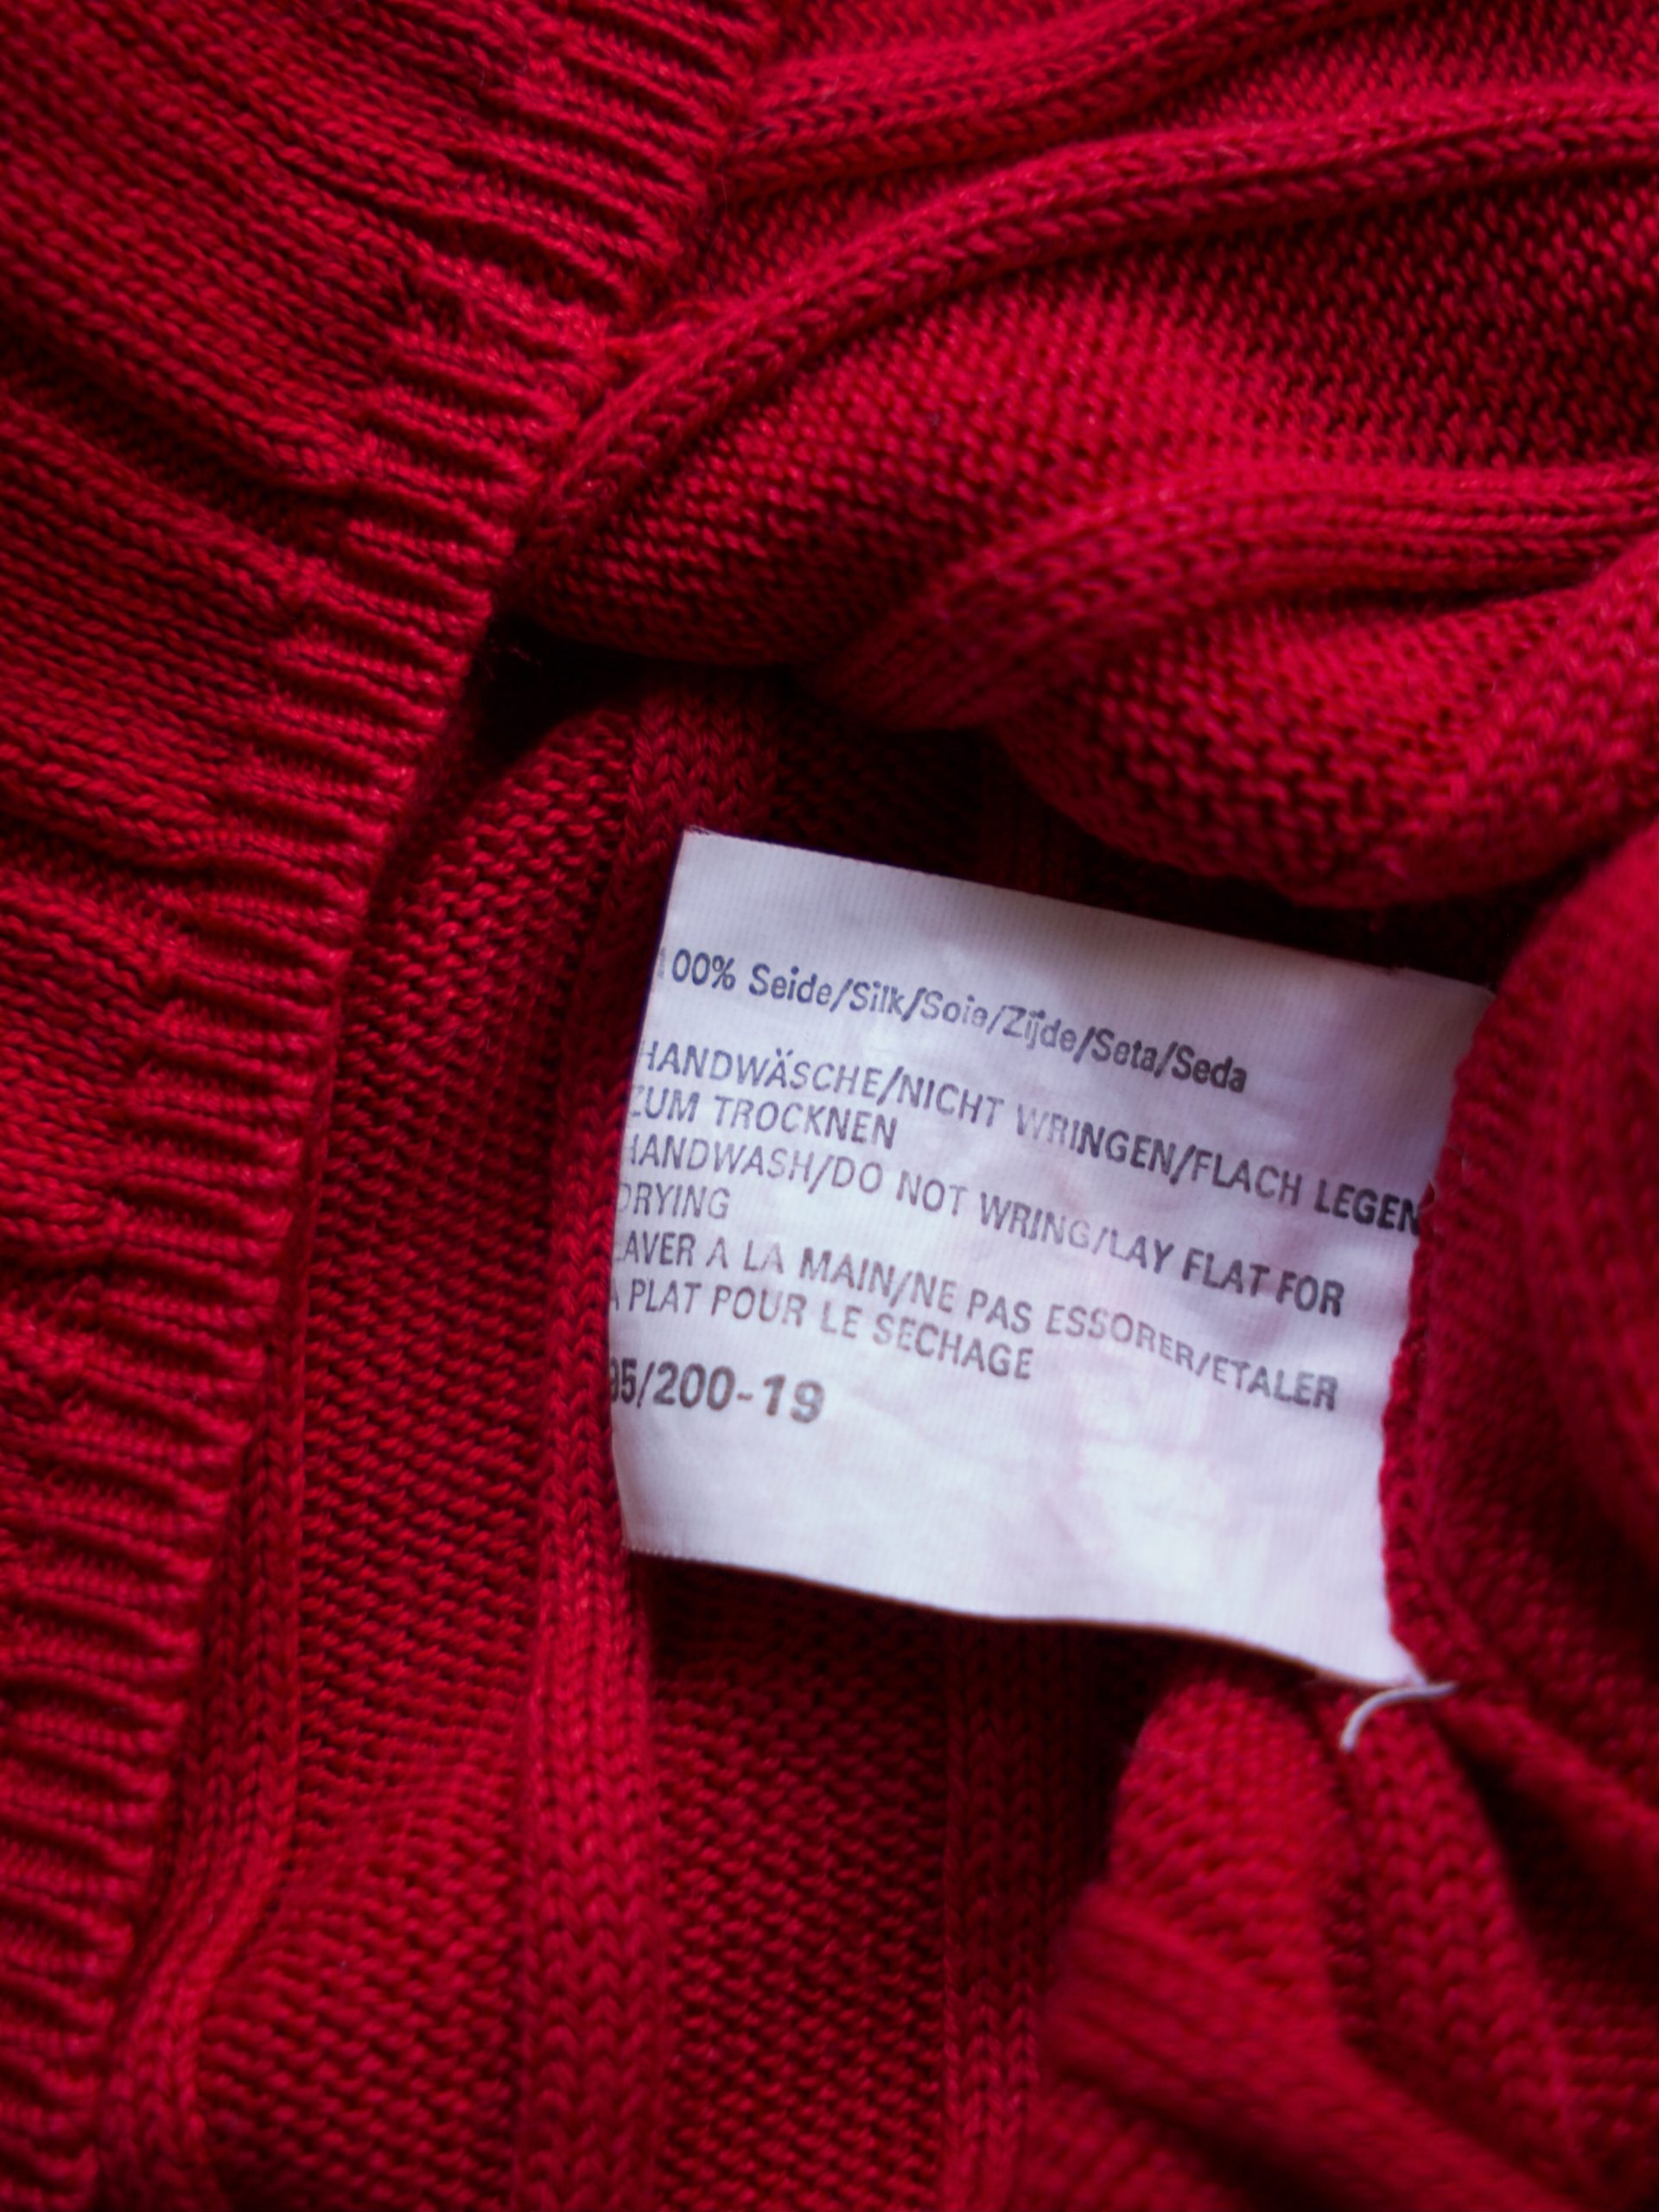 100% Seide/Silk/Soie/Zijde/Seta/Seda
HANDWÄSCHE/NICHT WRINGEN/FLACH LEGEN
ZUM TROCKNEN
HANDWASH/DO NOT WRING/LAY FLAT FOR
DRYING
LAVER A LA MAIN/NE PAS ESSORER/ETALER
A PLAT POUR LE SECHAGE
95/200-19